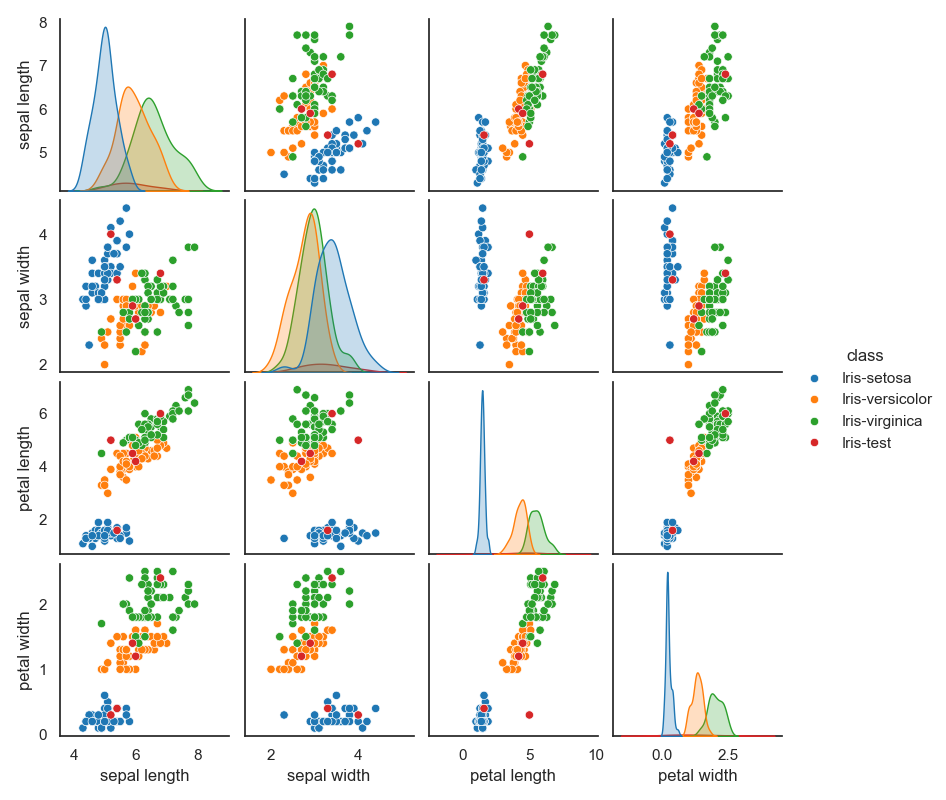 8
7
6
5
sepal length
4
3
2
sepal width
6
4
2
petal length
2
1
0
petal width
4 6 8
sepal length
2 4
sepal width
0 5 10
petal length
0.0 2.5
petal width
class
Iris-setosa
Iris-versicolor
Iris-virginica
Iris-test